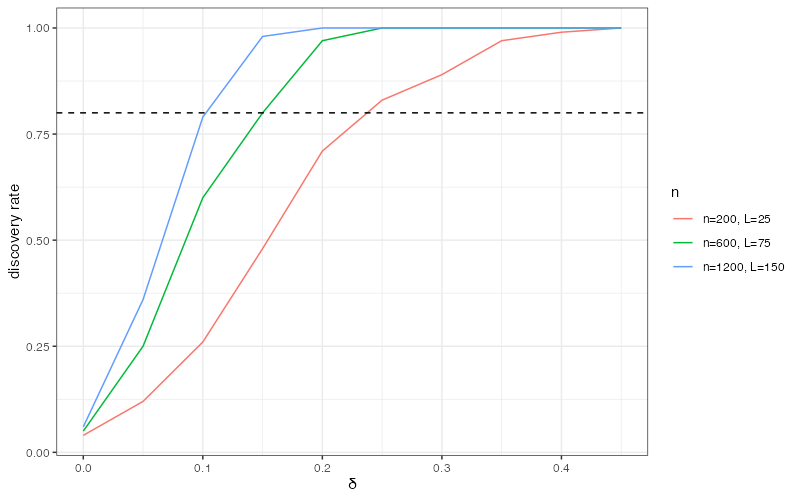 1.00
0.75
0.50
0.25
0.00
discovery rate
0.0 0.1 0.2 0.3 0.4
δ
n
n=200, L=25
n=600, L=75
n=1200, L=150